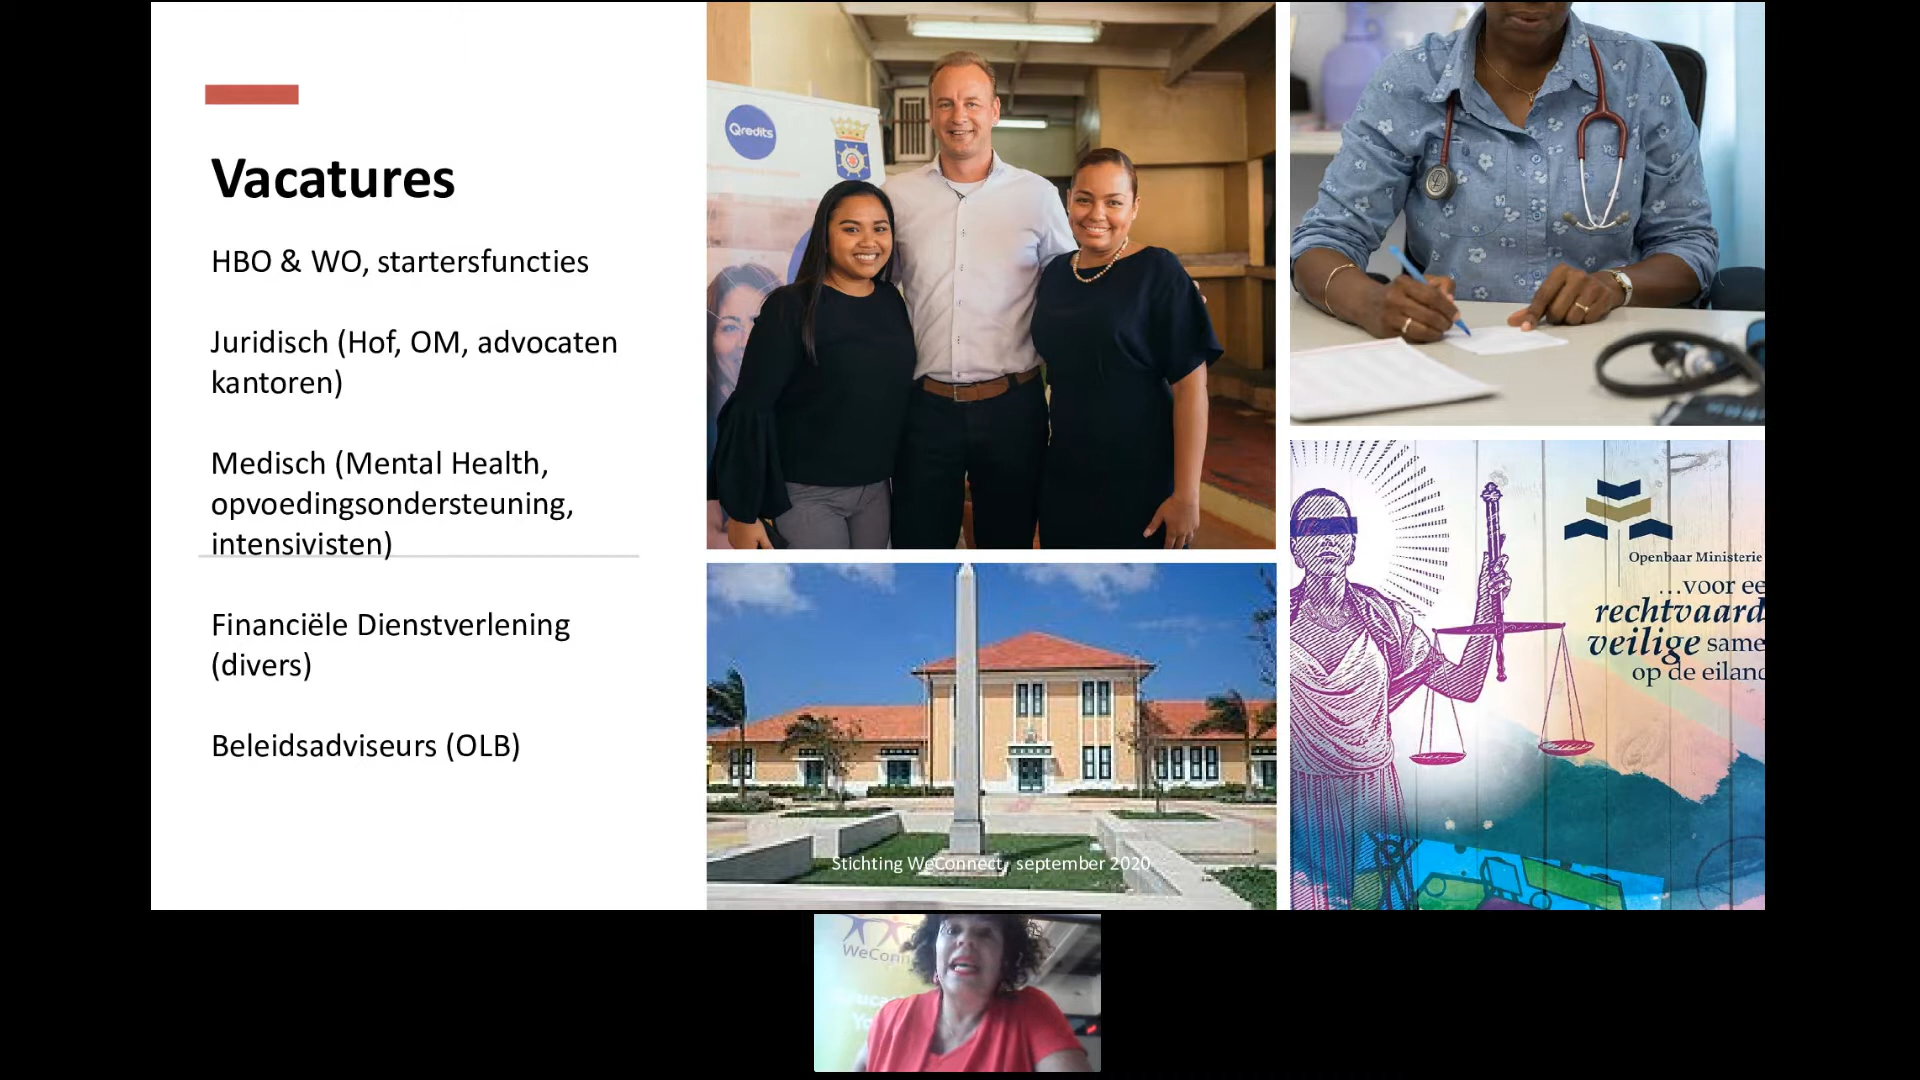 Vacatures
HBO & WO, startersfuncties
Juridisch (Hof, OM, advocaten
kantoren)
Medisch (Mental Health,
opvoedingsondersteuning,
intensivisten)
Financiële Dienstverlening
(divers)
Beleidsadviseurs (OLB)
Qredits
Openbaar Ministerie
...voor ee
rechtvaard
veilige same
op de eiland
Stichting WeConnect, september 2020
WeConn